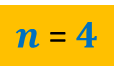 n = 4